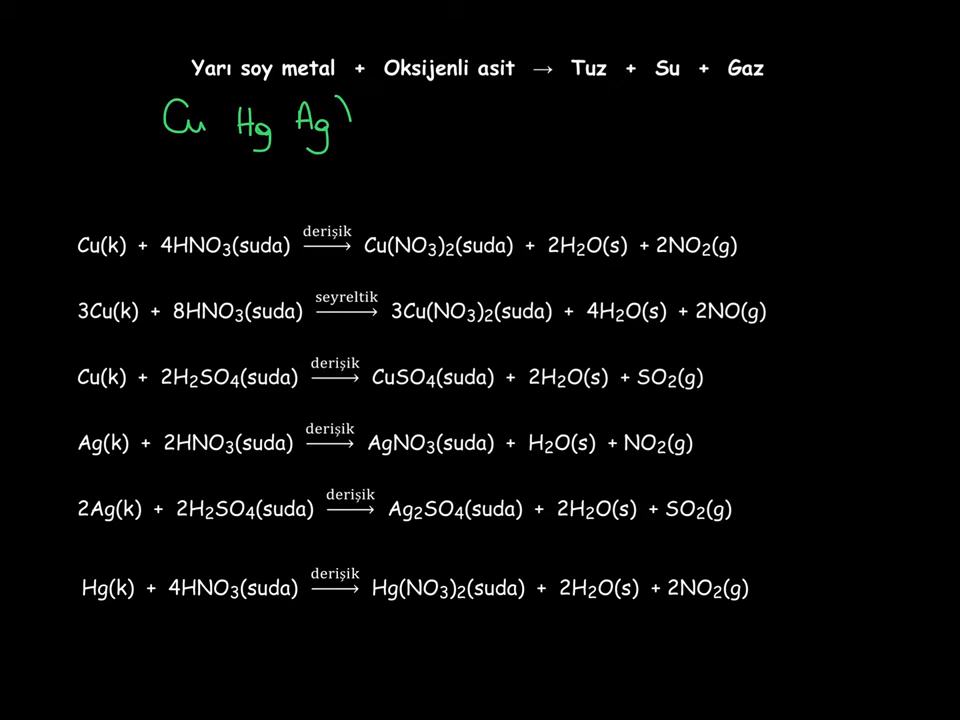 Yarı soy metal + Oksijenli asit → Tuz + Su + Gaz
Cu Hg Ag
Cu(k) + 4HNO₃(suda) derişik → Cu(NO₃)₂(suda) + 2H₂O(s) + 2NO₂(g)
3Cu(k) + 8HNO₃(suda) seyreltik → 3Cu(NO₃)₂(suda) + 4H₂O(s) + 2NO(g)
Cu(k) + 2H₂SO₄(suda) derişik → CuSO₄(suda) + 2H₂O(s) + SO₂(g)
Ag(k) + 2HNO₃(suda) derişik → AgNO₃(suda) + H₂O(s) + NO₂(g)
2Ag(k) + 2H₂SO₄(suda) derişik → Ag₂SO₄(suda) + 2H₂O(s) + SO₂(g)
Hg(k) + 4HNO₃(suda) derişik → Hg(NO₃)₂(suda) + 2H₂O(s) + 2NO₂(g)